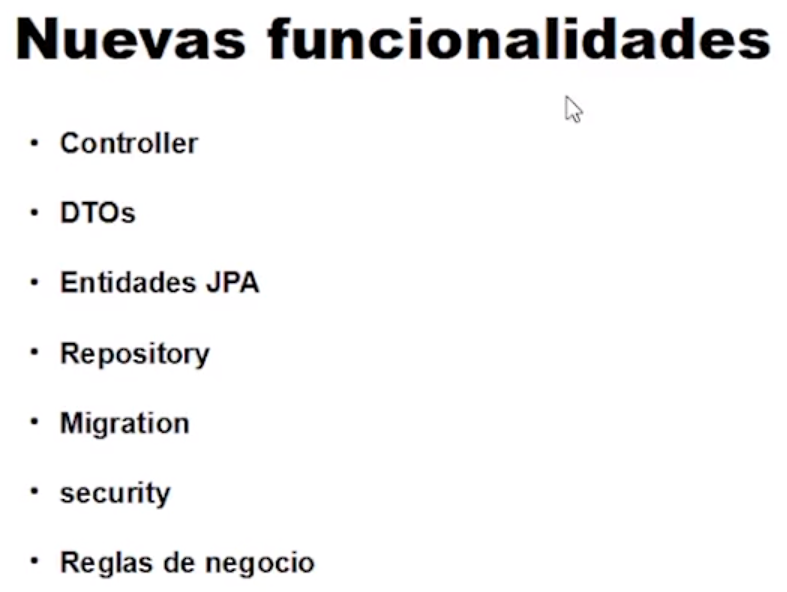 Nuevas funcionalidades
• Controller
• DTOs
• Entidades JPA
• Repository
• Migration
• security
• Reglas de negocio